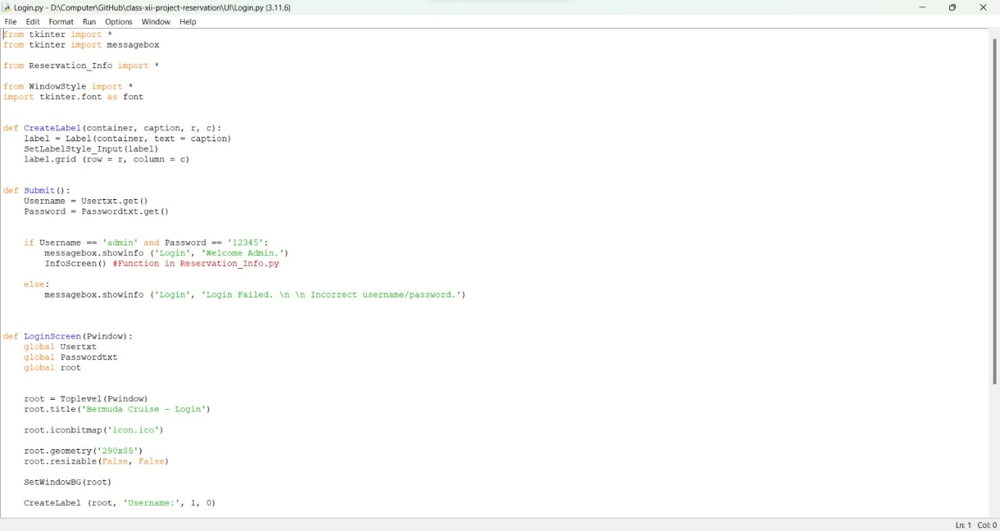 Login.py - D:\Computer\GitHub\class-xii-project-reservation\UI\Login.py (3.11.6)
File Edit Format Run Options Window Help
from tkinter import *
from tkinter import messagebox
from Reservation_Info import *
from WindowStyle import *
import tkinter.font as font
def CreateLabel(container, caption, r, c):
    label = Label(container, text = caption)
    SetLabelStyle_Input(label)
    label.grid (row = r, column = c)
def Submit():
    Username = Usertxt.get()
    Password = Passwordtxt.get()
    if Username == 'admin' and Password == '12345':
        messagebox.showinfo ('Login', 'Welcome Admin.')
        InfoScreen() #Function in Reservation_Info.py
    else:
        messagebox.showinfo ('Login', 'Login Failed. \n \n Incorrect username/password.')
def LoginScreen(Pwindow):
    global Usertxt
    global Passwordtxt
    global root
    root = Toplevel(Pwindow)
    root.title('Bermuda Cruise - Login')
    root.iconbitmap('icon.ico')
    root.geometry('290x85')
    root.resizable(False, False)
    SetWindowBG(root)
    CreateLabel (root, 'Username:', 1, 0)
Ln: 1 Col: 0